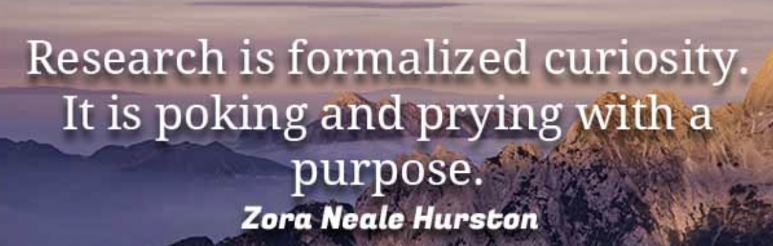 Research is formalized curiosity.
It is poking and prying with a
purpose.
Zora Neale Hurston